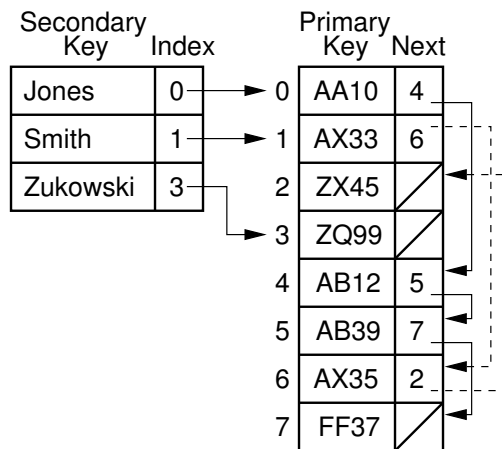 Secondary Key Index
Jones 0
Smith 1
Zukowski 3
Primary Key Next
0 AA10 4
1 AX33 6
2 ZX45
3 ZQ99
4 AB12 5
5 AB39 7
6 AX35 2
7 FF37